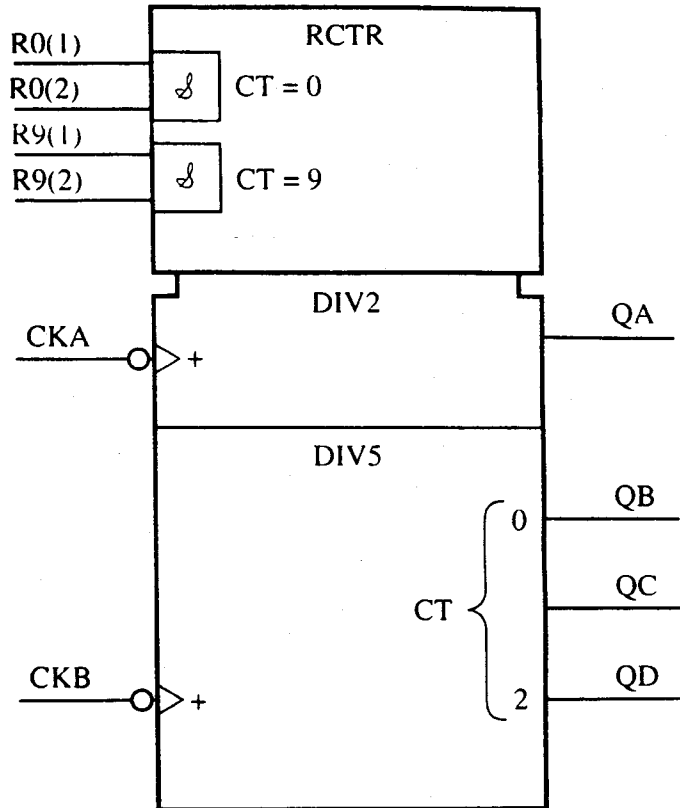 RCTR
R0(1)
R0(2)
& CT = 0
R9(1)
R9(2)
& CT = 9
DIV2
CKA
+
QA
DIV5
0
QB
CT
QC
CKB
+
2
QD